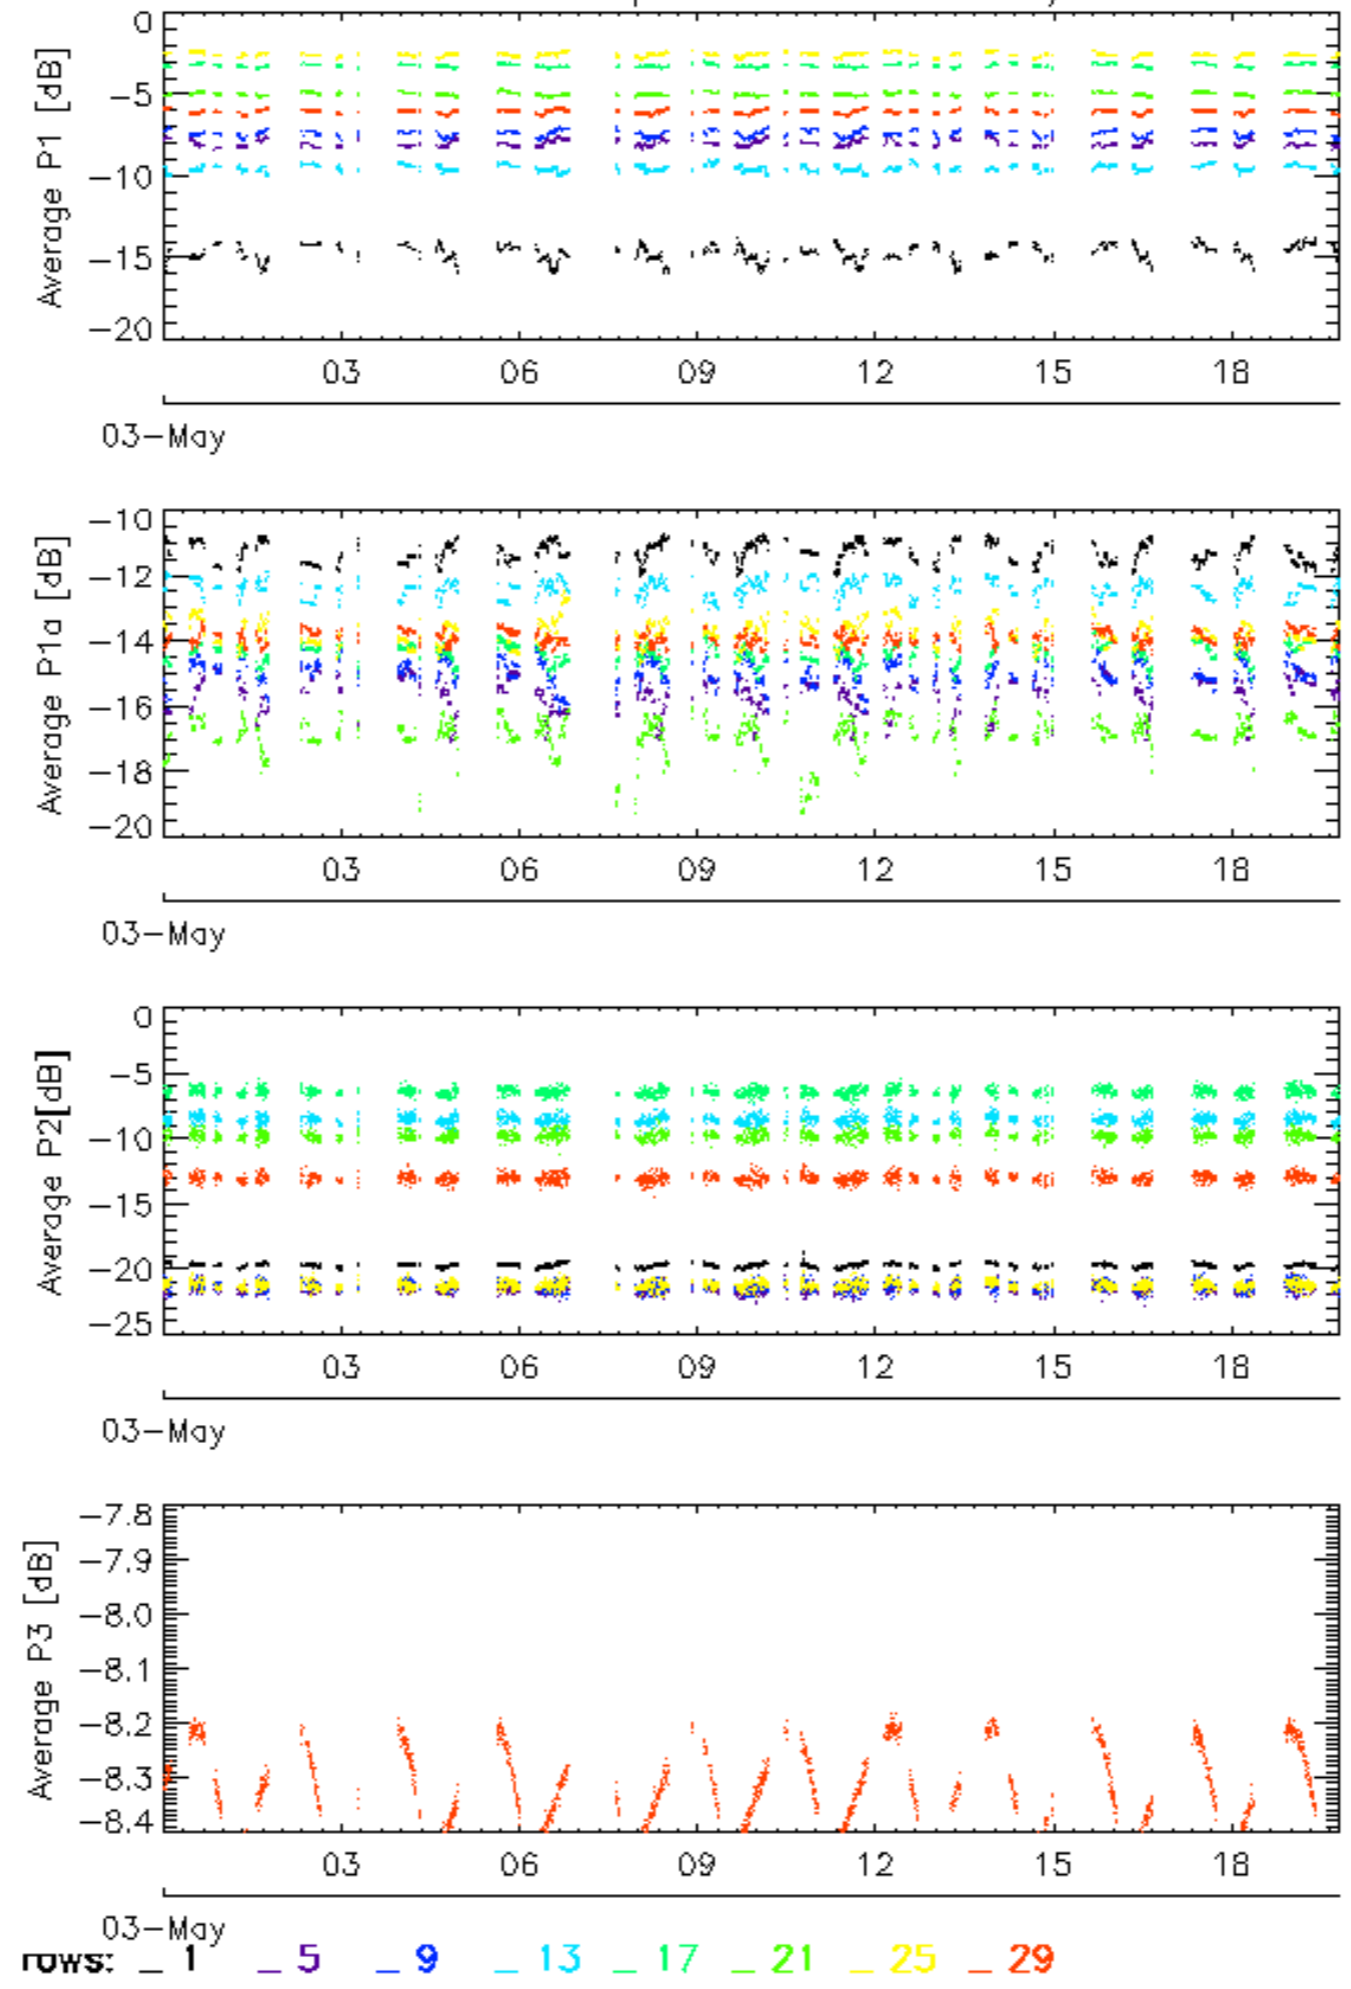 Average P1 [dB]
0
−5
−10
−15
−20
03 06 09 12 15 18
03−May
Average P1a [dB]
−10
−12
−14
−16
−18
−20
03 06 09 12 15 18
03−May
Average P2[dB]
0
−5
−10
−15
−20
−25
03 06 09 12 15 18
03−May
Average P3 [dB]
−7.8
−7.9
−8.0
−8.1
−8.2
−8.3
−8.4
03 06 09 12 15 18
03−May
rows: _ 1 _ 5 _ 9 _ 13 _ 17 _ 21 _ 25 _ 29